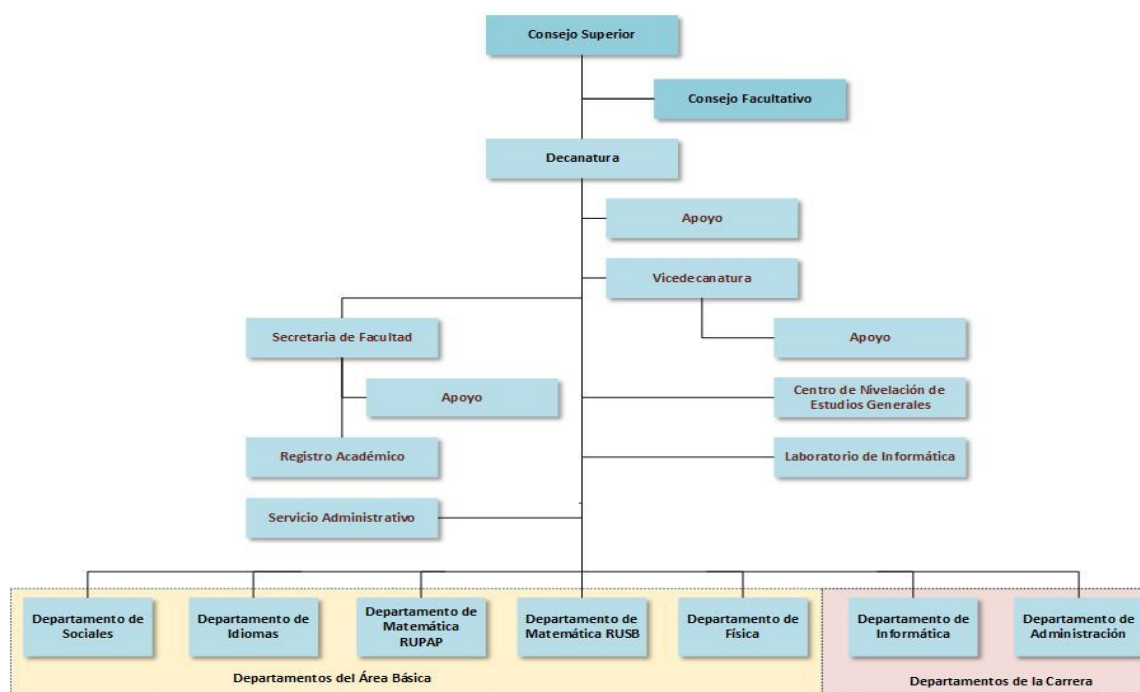 Consejo Superior
Consejo Facultativo
Decanatura
Apoyo
Vicedecanatura
Secretaria de Facultad
Apoyo
Apoyo
Centro de Nivelación de
Estudios Generales
Registro Académico
Laboratorio de Informática
Servicio Administrativo
Departamento de
Sociales
Departamento de
Idiomas
Departamento de
Matemática
RUPAP
Departamento de
Matemática RUSB
Departamento de
Física
Departamento de
Informática
Departamento de
Administración
Departamentos del Área Básica
Departamentos de la Carrera